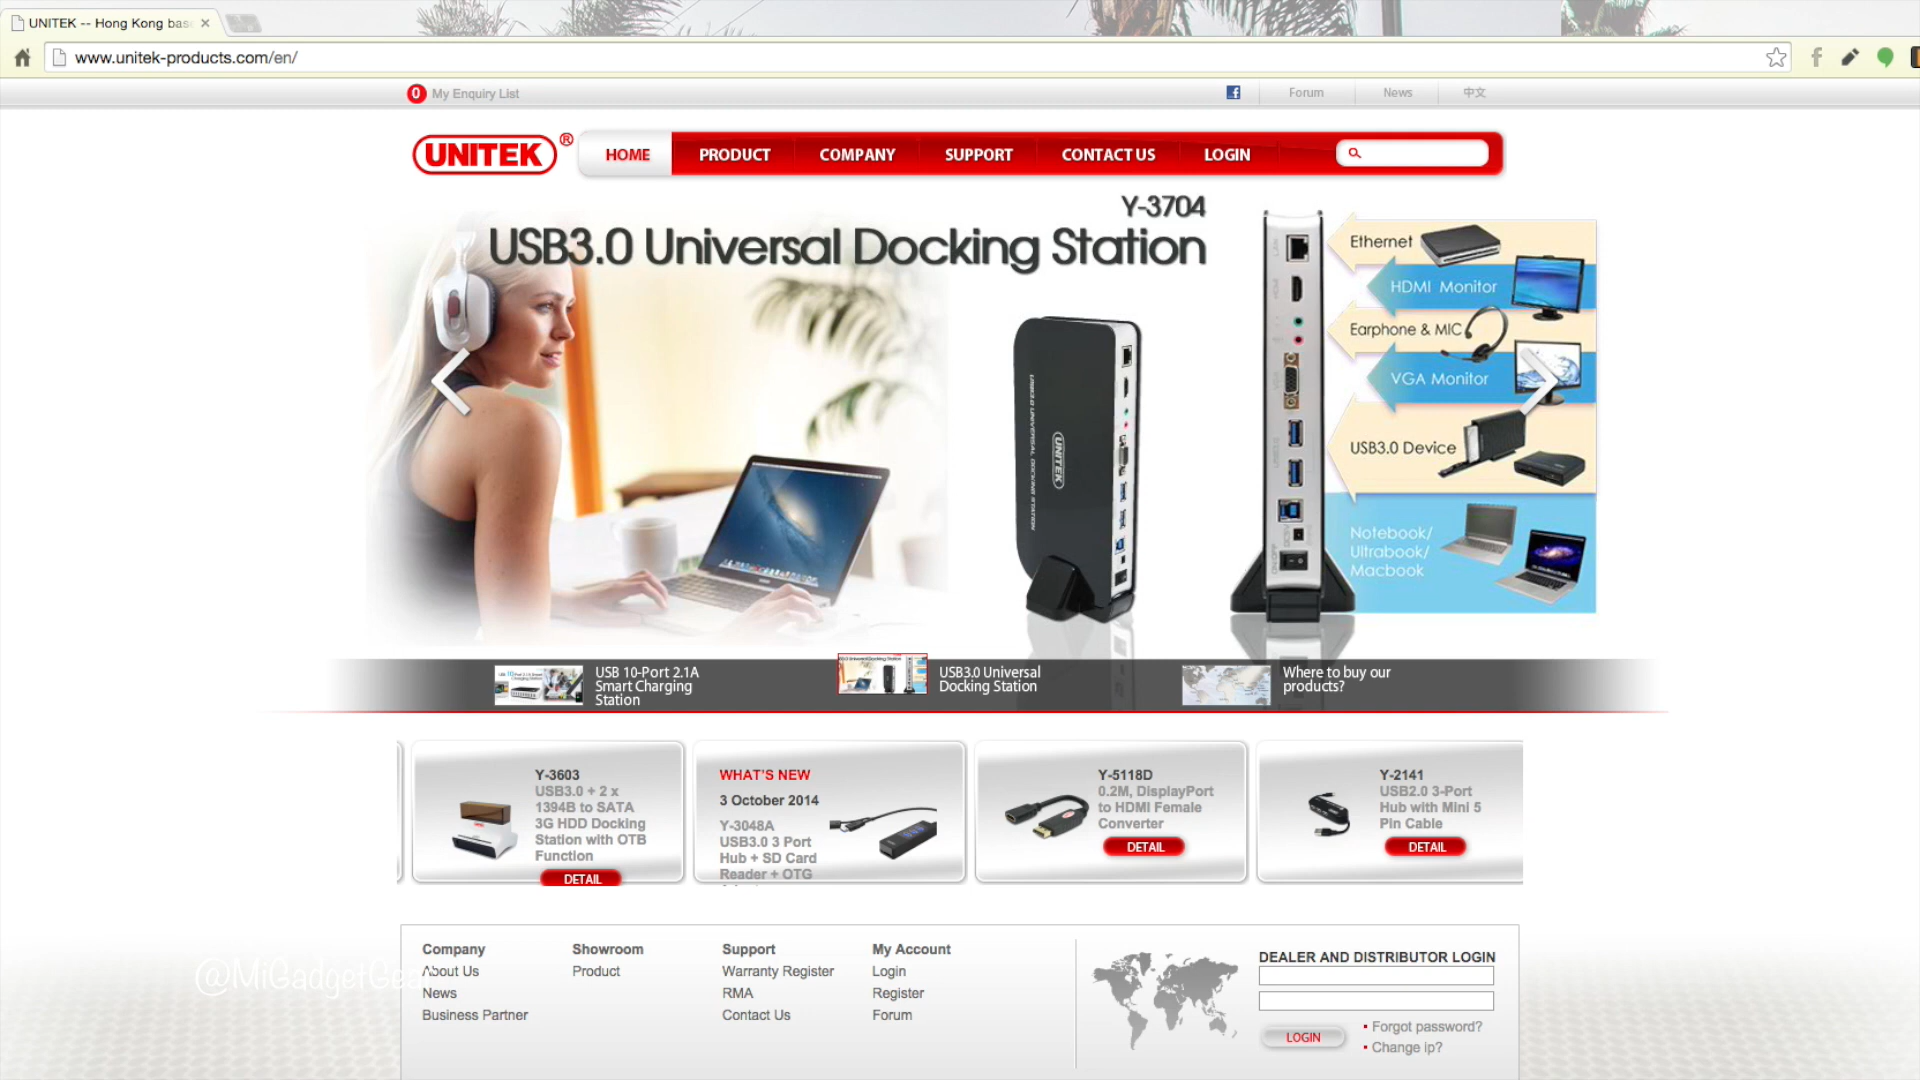 UNITEK -- Hong Kong bas
www.unitek-products.com/en/
0 My Enquiry List
Forum
News
中文
UNITEK®
HOME
PRODUCT
COMPANY
SUPPORT
CONTACT US
LOGIN
Y-3704
USB3.0 Universal Docking Station
Ethernet
HDMI Monitor
Earphone & MIC
VGA Monitor
USB3.0 Device
Notebook/
Ultrabook/
Macbook
USB3.0 UNIVERSAL DOCKING STATION
UNITEK
USB 10-Port 2.1A
Smart Charging
Station
USB3.0 Universal
Docking Station
Where to buy our
products?
Y-3603
USB3.0 + 2 x
1394B to SATA
3G HDD Docking
Station with OTB
Function
DETAIL
WHAT'S NEW
3 October 2014
Y-3048A
USB3.0 3 Port
Hub + SD Card
Reader + OTG
Y-5118D
0.2M, DisplayPort
to HDMI Female
Converter
DETAIL
Y-2141
USB2.0 3-Port
Hub with Mini 5
Pin Cable
DETAIL
Company
About Us
News
Business Partner
Showroom
Product
Support
Warranty Register
RMA
Contact Us
My Account
Login
Register
Forum
DEALER AND DISTRIBUTOR LOGIN
LOGIN
Forgot password?
Change ip?
@MiGadgetGea